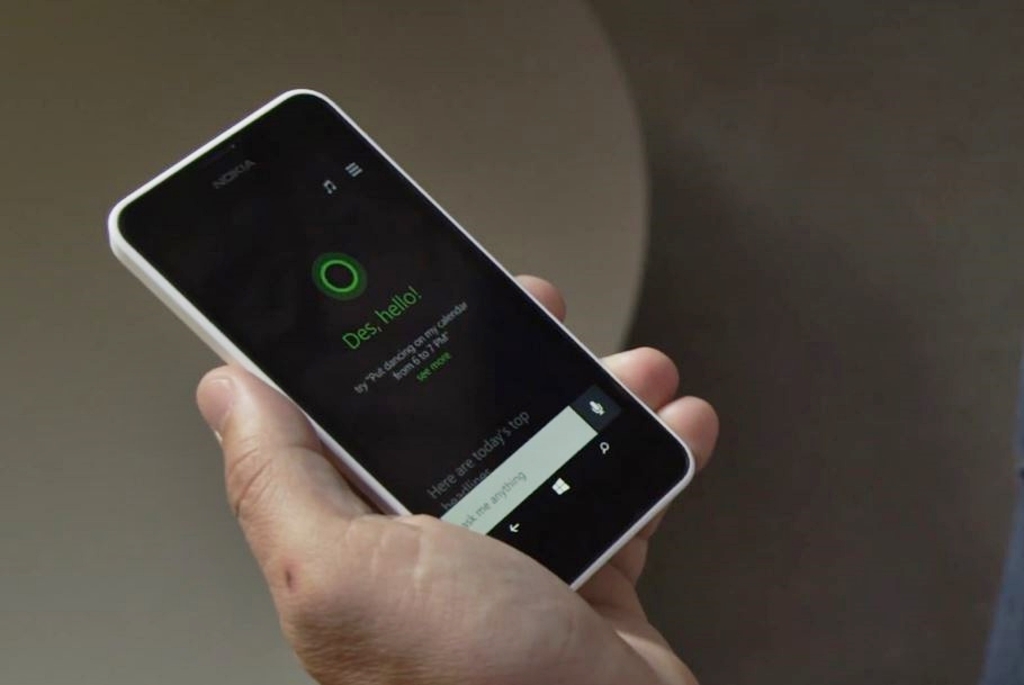 NOKIA
Des, hello!
try "Put dancing on my calendar
from 6 to 7 PM"
see more
Here are today's top
headlines
ask me anything